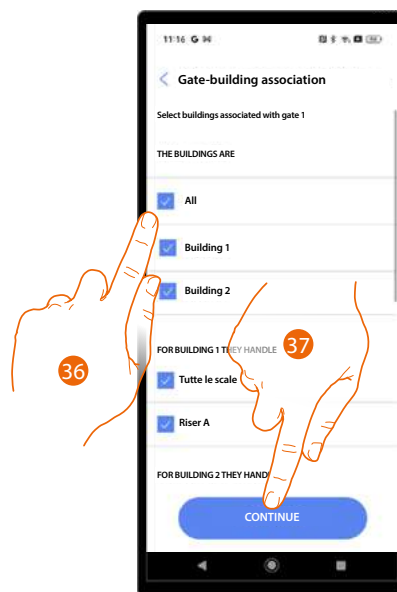 11:16 G
Gate-building association
Select buildings associated with gate 1
THE BUILDINGS ARE
All
Building 1
Building 2
FOR BUILDING 1 THEY HANDLE
37
36
Tutte le scale
Riser A
FOR BUILDING 2 THEY HAND
CONTINUE